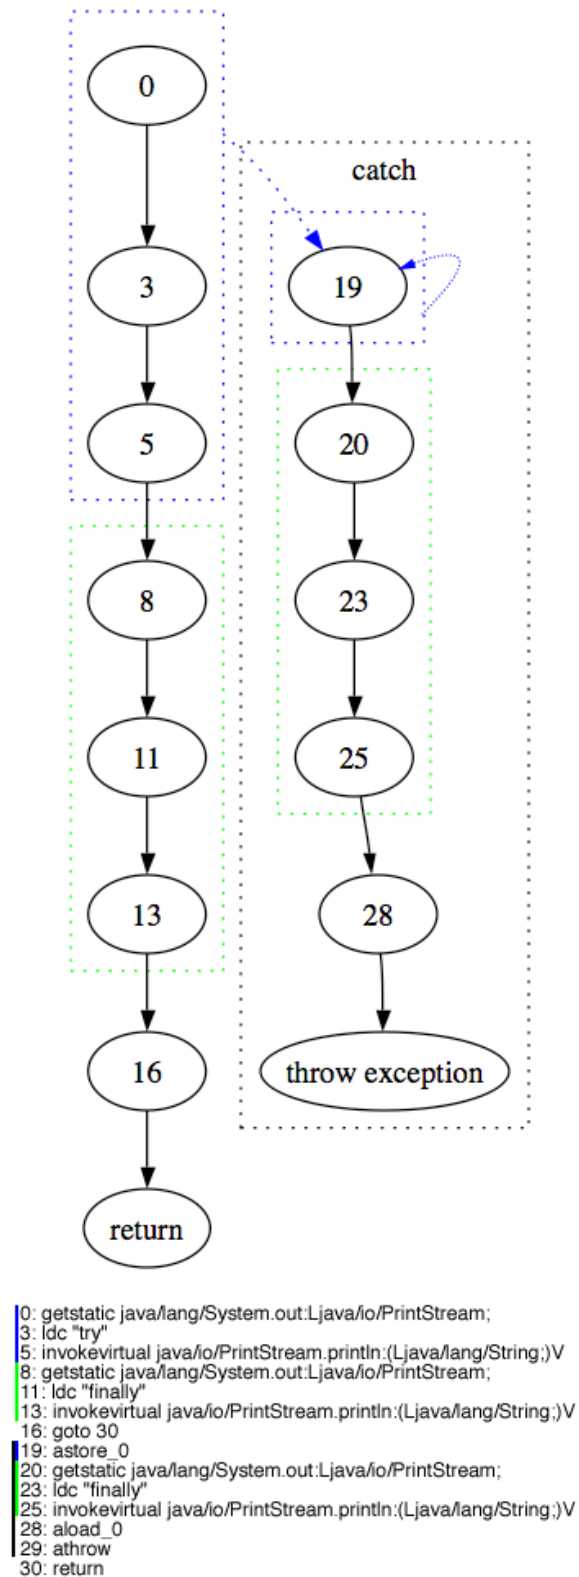 0
catch
3
19
5
20
8
23
11
25
13
28
16
throw exception
return
0: getstatic java/lang/System.out:Ljava/io/PrintStream;
3: ldc "try"
5: invokevirtual java/io/PrintStream.println:(Ljava/lang/String;)V
8: getstatic java/lang/System.out:Ljava/io/PrintStream;
11: ldc "finally"
13: invokevirtual java/io/PrintStream.println:(Ljava/lang/String;)V
16: goto 30
19: astore_0
20: getstatic java/lang/System.out:Ljava/io/PrintStream;
23: ldc "finally"
25: invokevirtual java/io/PrintStream.println:(Ljava/lang/String;)V
28: aload_0
29: athrow
30: return